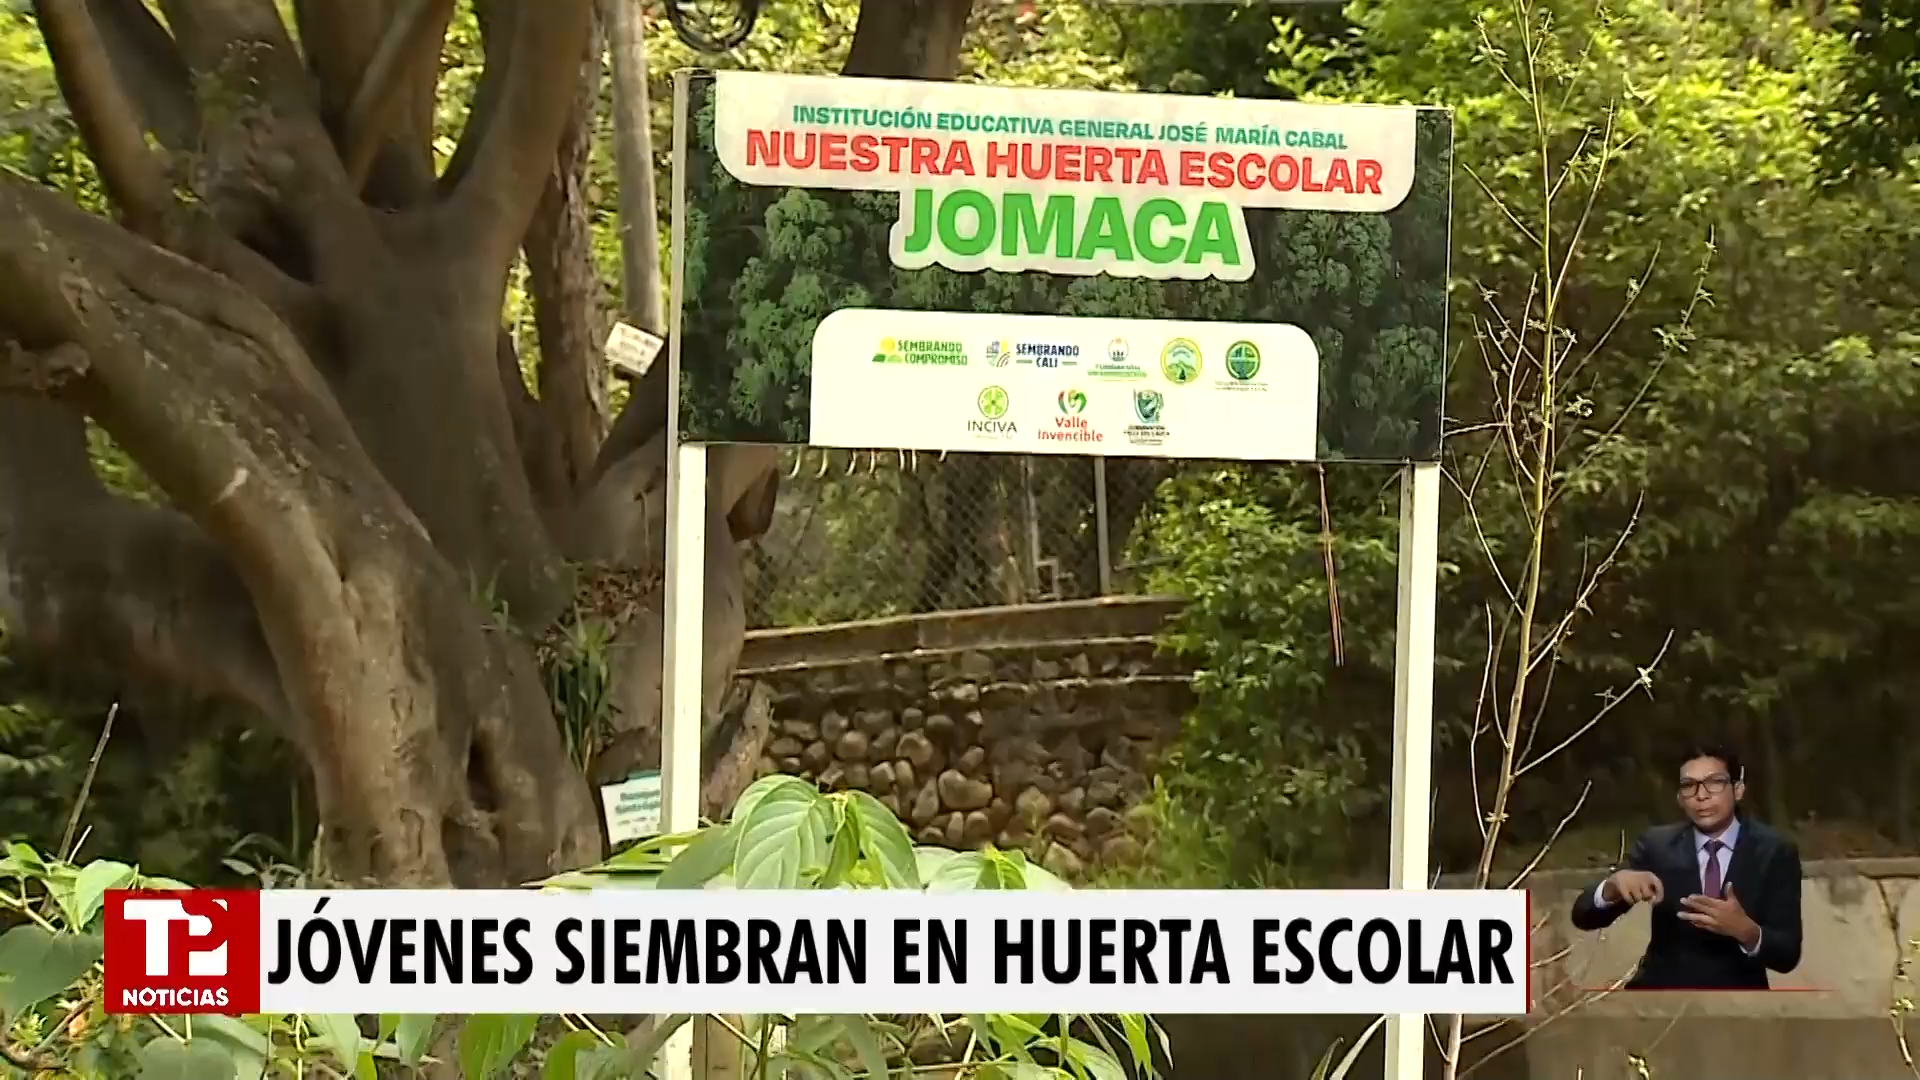 INSTITUCIÓN EDUCATIVA GENERAL JOSÉ MARÍA CABAL
NUESTRA HUERTA ESCOLAR
JOMACA
SEMBRANDO
COMPROMISO
SEMBRANDO
CALI
INCIVA
Valle
Invencible
TP
NOTICIAS
JÓVENES SIEMBRAN EN HUERTA ESCOLAR